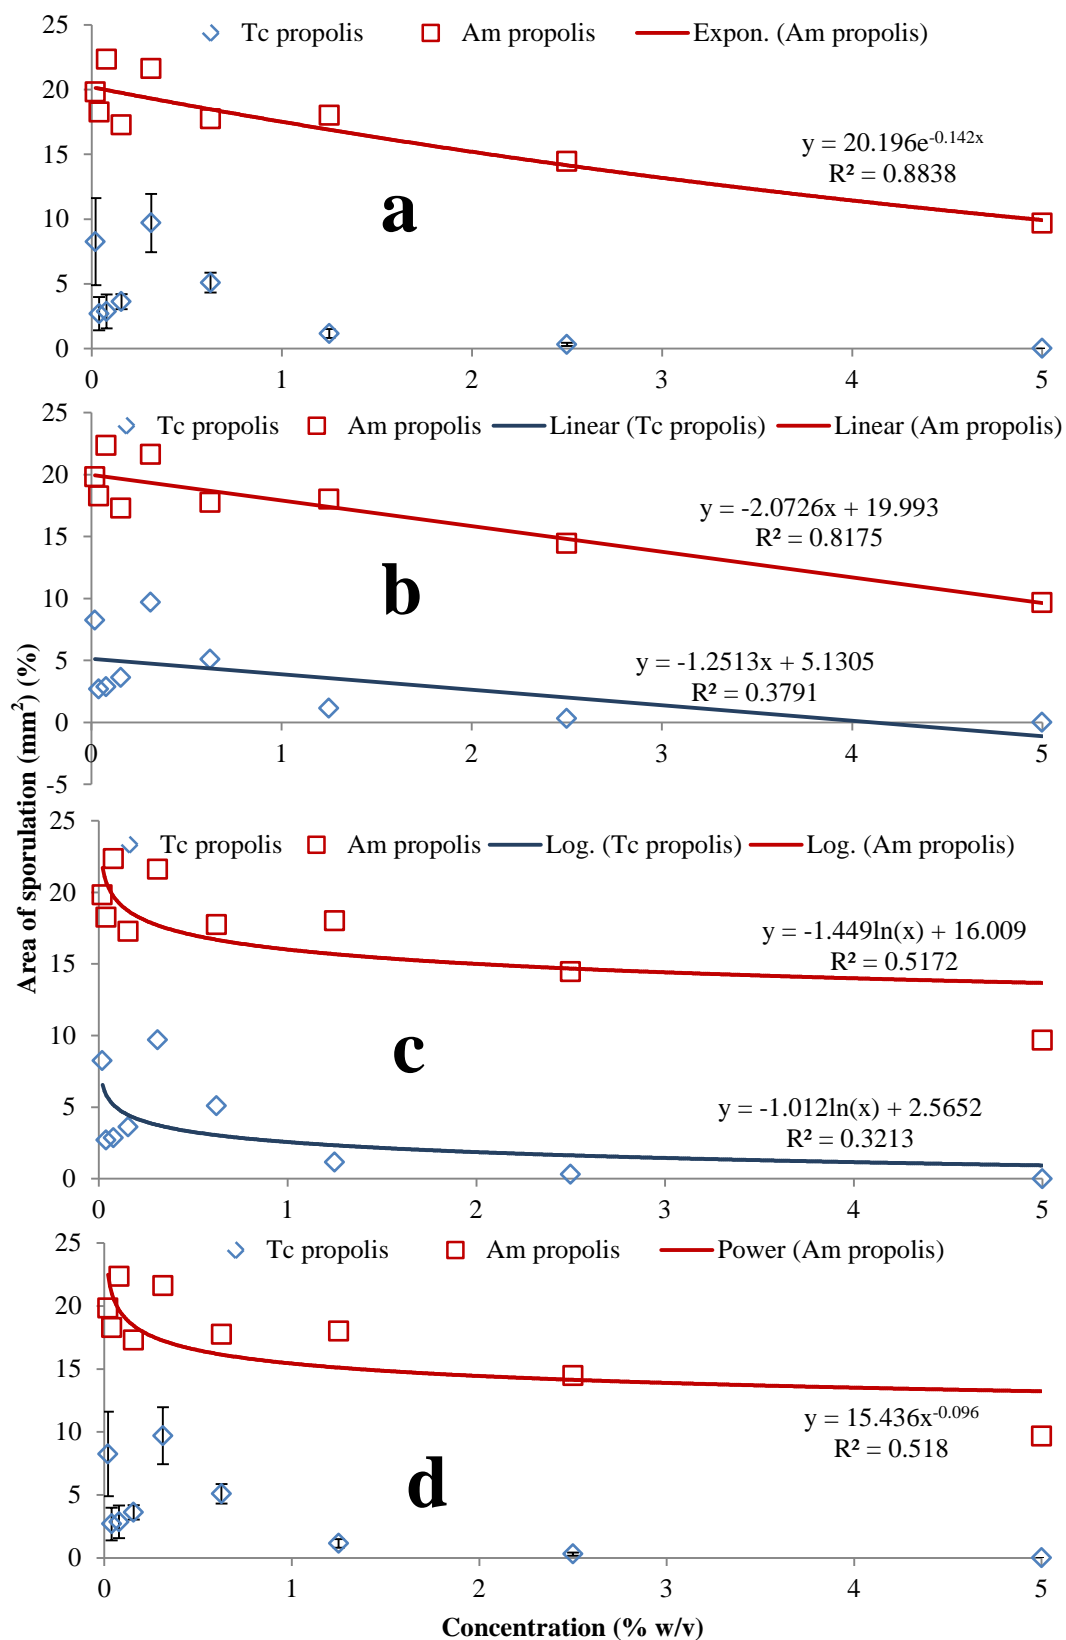 Tc propolis Am propolis Expon. (Am propolis)
25
20
15
10
5
0
y = 20.196e^-0.142x
R² = 0.8838
a
0 1 2 3 4 5
Tc propolis Am propolis Linear (Tc propolis) Linear (Am propolis)
25
20
15
10
5
0
-5
y = -2.0726x + 19.993
R² = 0.8175
b
y = -1.2513x + 5.1305
R² = 0.3791
0 1 2 3 4 5
Area of sporulation (mm²) (%)
Tc propolis Am propolis Log. (Tc propolis) Log. (Am propolis)
25
20
15
10
5
0
y = -1.449ln(x) + 16.009
R² = 0.5172
c
y = -1.012ln(x) + 2.5652
R² = 0.3213
0 1 2 3 4 5
Tc propolis Am propolis Power (Am propolis)
25
20
15
10
5
0
y = 15.436x^-0.096
R² = 0.518
d
0 1 2 3 4 5
Concentration (% w/v)